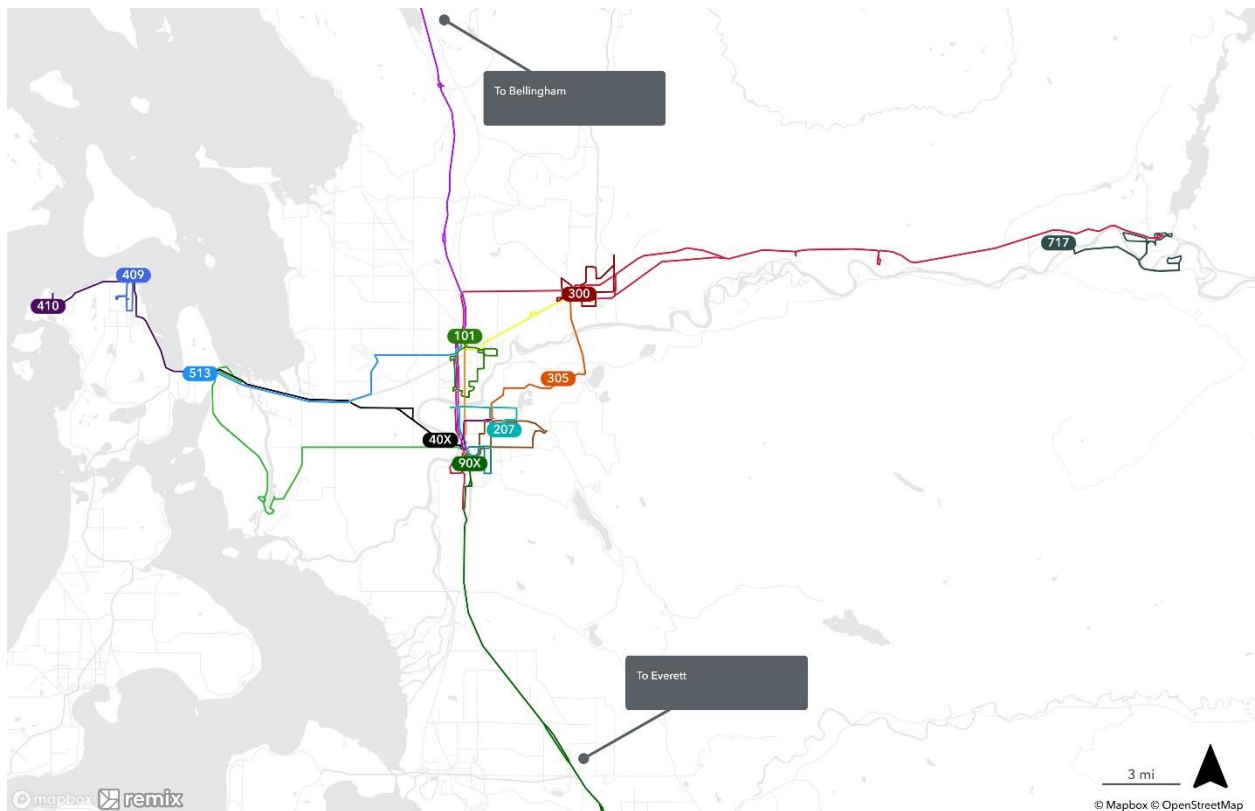 To Bellingham
717
409
300
410
101
513
305
207
40X
90X
To Everett
3 mi
mapbox remix
© Mapbox © OpenStreetMap